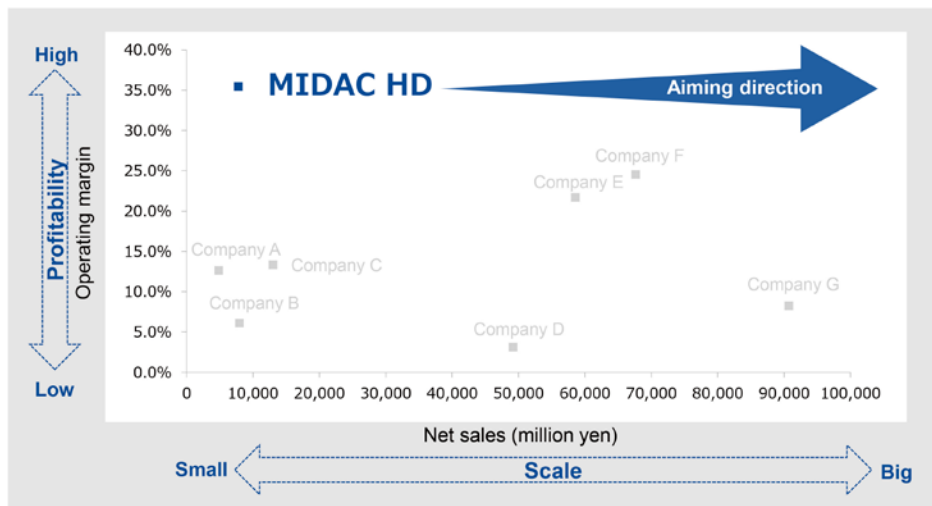 High
Profitability
Operating margin
Low
40.0%
35.0%
30.0%
25.0%
20.0%
15.0%
10.0%
5.0%
0.0%
MIDAC HD
Aiming direction
Company F
Company E
Company A
Company C
Company B
Company G
Company D
0 10,000 20,000 30,000 40,000 50,000 60,000 70,000 80,000 90,000 100,000
Net sales (million yen)
Small Scale Big